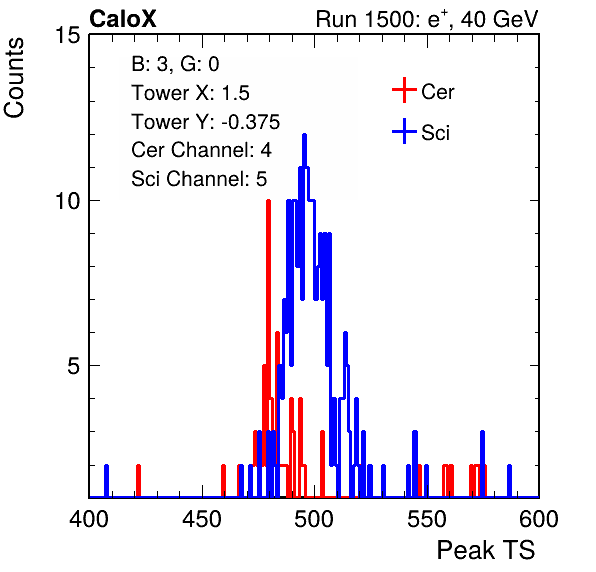 CaloX Run 1500: e⁺, 40 GeV
Counts
15
10
5
B: 3, G: 0
Tower X: 1.5
Tower Y: -0.375
Cer Channel: 4
Sci Channel: 5
Cer
Sci
400 450 500 550 600
Peak TS